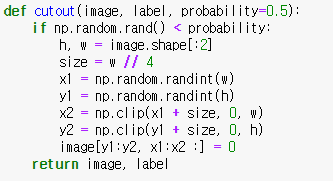 def cutout(image, label, probability=0.5):
    if np.random.rand() < probability:
        h, w = image.shape[:2]
        size = w // 4
        x1 = np.random.randint(w)
        y1 = np.random.randint(h)
        x2 = np.clip(x1 + size, 0, w)
        y2 = np.clip(y1 + size, 0, h)
        image[y1:y2, x1:x2 :] = 0
    return image, label